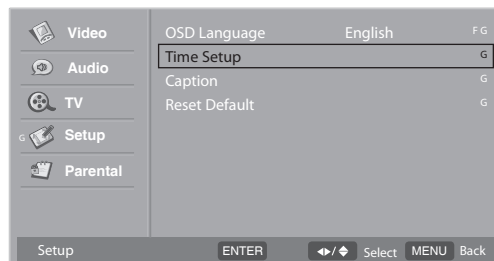 Video
Audio
TV
G Setup
Parental
OSD Language English F G
Time Setup G
Caption G
Reset Default G
Setup ENTER / Select MENU Back